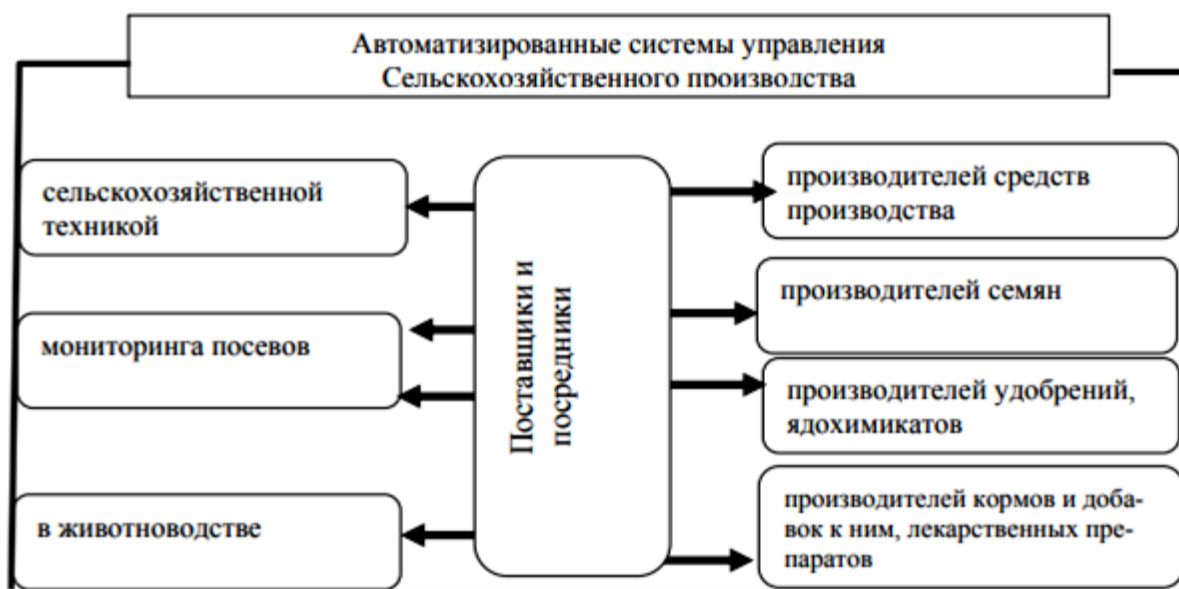 Автоматизированные системы управления
Сельскохозяйственного производства
сельскохозяйственной
техникой
мониторинга посевов
в животноводстве
Поставщики и
посредники
производителей средств
производства
производителей семян
производителей удобрений,
ядохимикатов
производителей кормов и доба-
вок к ним, лекарственных пре-
паратов